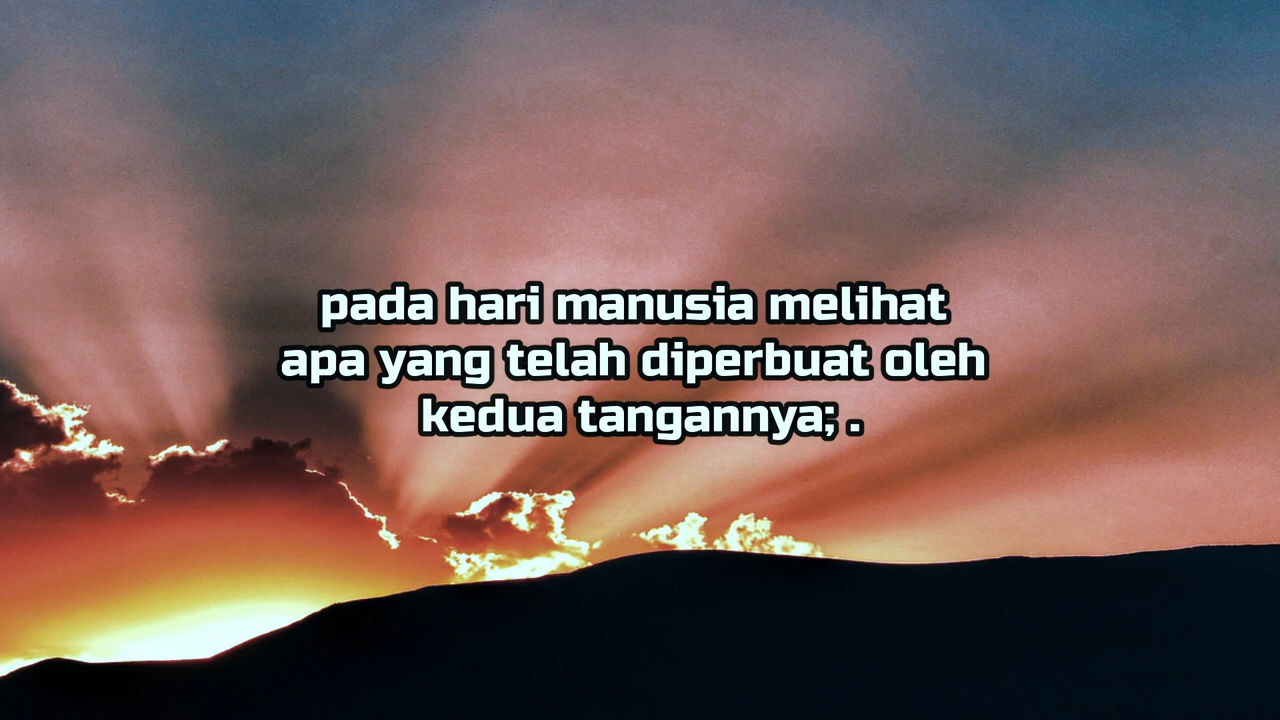 pada hari manusia melihat
apa yang telah diperbuat oleh
kedua tangannya; .